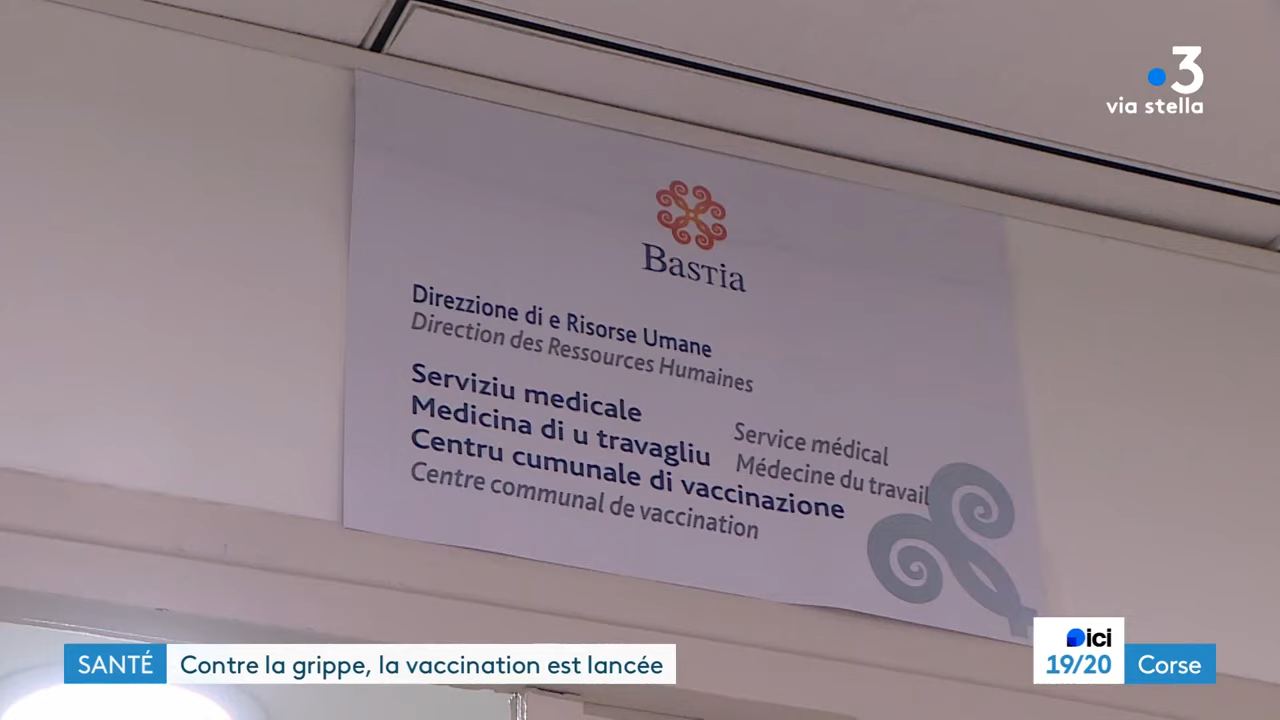 3
via stella
Bastia
Direzzione di e Risorse Umane
Direction des Ressources Humaines
Serviziu medicale
Service médical
Medicina di u travagliu
Médecine du travail
Centru cumunale di vaccinazione
Centre communal de vaccination
SANTÉ
Contre la grippe, la vaccination est lancée
ici
19/20
Corse